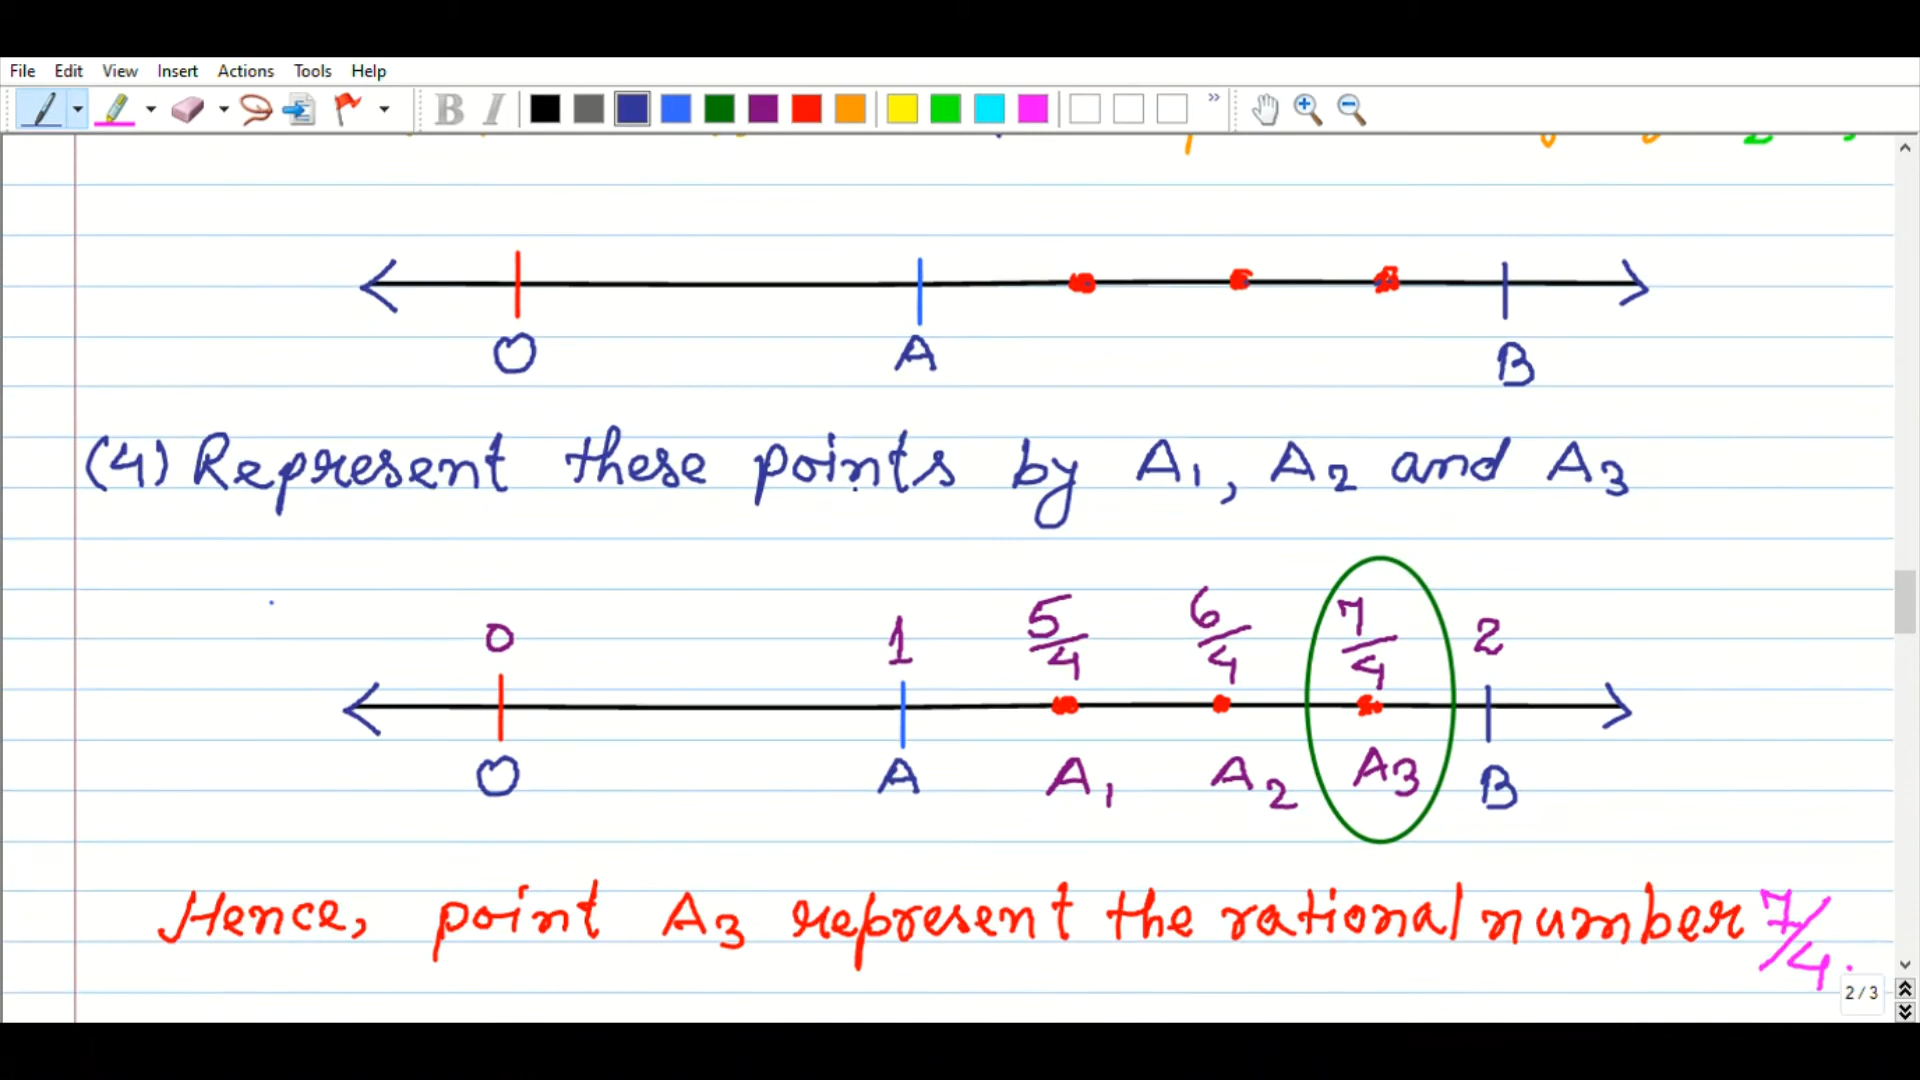 File Edit View Insert Actions Tools Help
B I
O A B
(4) Represent these points by A1, A2 and A3
0 1 5/4 6/4 7/4 2
O A A1 A2 A3 B
Hence, point A3 represent the rational number 7/4.
2/3